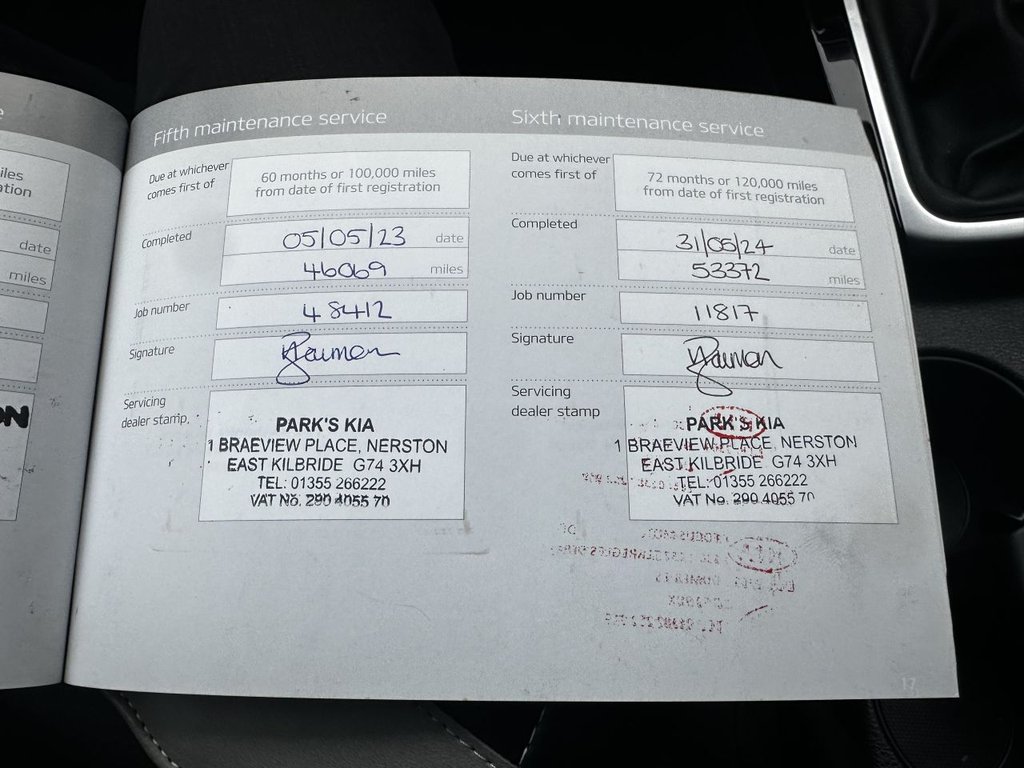 iles
ation
date
miles
ON
Fifth maintenance service
Due at whichever
comes first of
60 months or 100,000 miles
from date of first registration
Completed
05/05/23 date
46069 miles
Job number
48412
Signature
Servicing
dealer stamp.
PARK'S KIA
1 BRAEVIEW PLACE, NERSTON
EAST KILBRIDE G74 3XH
TEL: 01355 266222
VAT No. 290 4055 70
Sixth maintenance service
Due at whichever
comes first of
72 months or 120,000 miles
from date of first registration
Completed
31/05/24 date
53372 miles
Job number
11817
Signature
Servicing
dealer stamp
PARK'S KIA
1 BRAEVIEW PLACE, NERSTON
EAST KILBRIDE G74 3XH
TEL: 01355 266222
VAT No. 290 4055 70
17